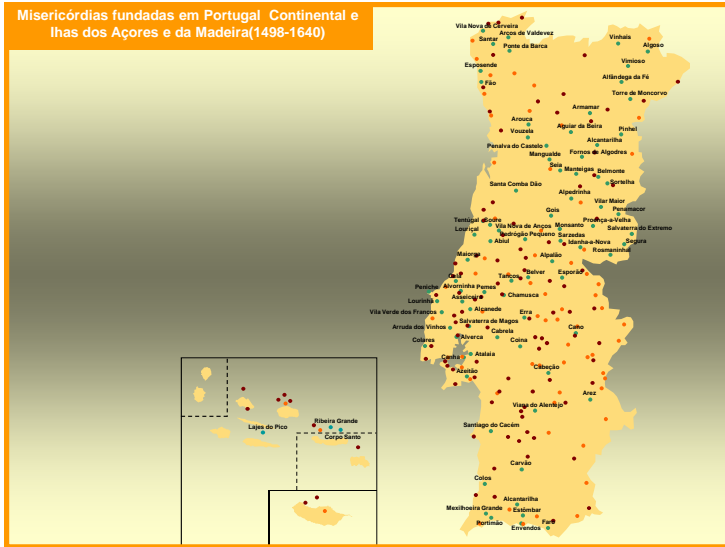 Misericórdias fundadas em Portugal Continental e
Ihas dos Açores e da Madeira(1498-1640)
Vila Nova de Cerveira
Arcos de Valdevez
Santar
Ponte da Barca
Vinhais
Algoso
Vimioso
Esposende
Alfândega da Fé
Fão
Torre de Moncorvo
Armamar
Arouca
Aguiar da Beira
Vouzela
Pinhel
Alcantarilha
Penalva do Castelo
Fornos de Algodres
Mangualde
Seia
Manteigas
Belmonte
Sortelha
Santa Comba Dão
Alpedrinha
Vilar Maior
Penamacor
Gois
Tentúgal
Soure
Vila Nova de Anços
Monsanto
Proença-a-Velha
Salvaterra do Extremo
Louriçal
Pedrógão Pequeno
Sarzedas
Abiul
Idanha-a-Nova
Segura
Rosmaninhal
Maiorga
Alpalão
Cela
Tancos
Belver
Esporão
Peniche
Alvorninha
Pernes
Chamusca
Lourinhã
Asseiceira
Vila Verde dos Francos
Alcanede
Erra
Salvaterra de Magos
Arruda dos Vinhos
Cano
Alverca
Cabrela
Colares
Coina
Canha
Atalaia
Azeitão
Cabeção
Arez
Viana do Alentejo
Lajes do Pico
Ribeira Grande
Corpo Santo
Santiago do Cacém
Carvão
Colos
Alcantarilha
Mexilhoeira Grande
Estômbar
Portimão
Faro
Envendos